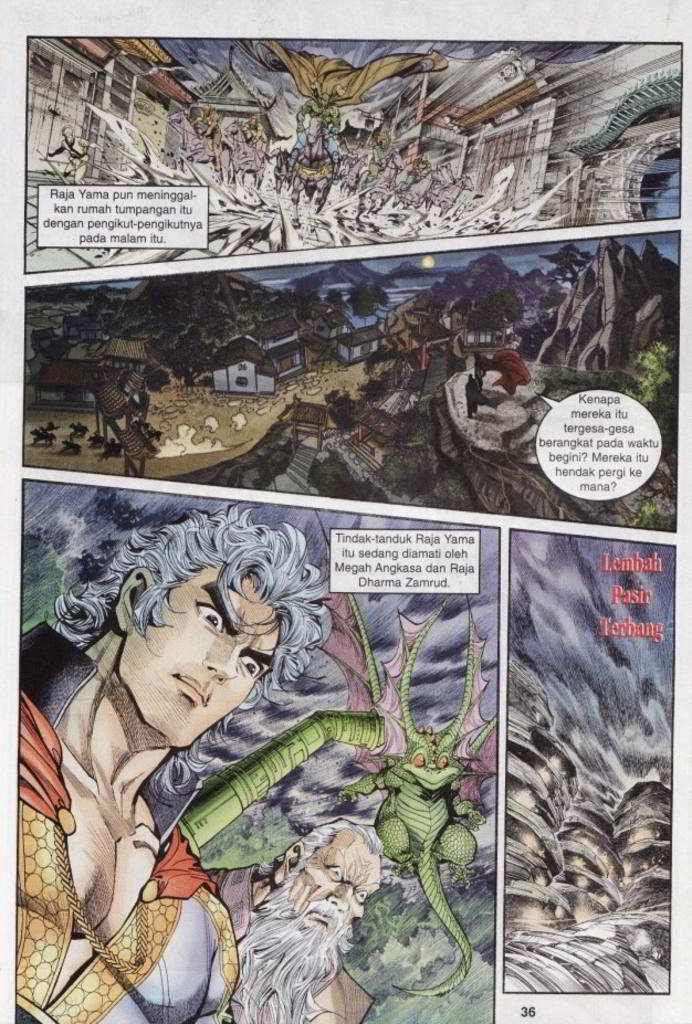 Raja Yama pun meninggal-
kan rumah tumpangan itu
dengan pengikut-pengikutnya
pada malam itu.
Kenapa
mereka itu
tergesa-gesa
berangkat pada waktu
begini? Mereka itu
hendak pergi ke
mana?
Tindak-tanduk Raja Yama
itu sedang diamati oleh
Megah Angkasa dan Raja
Dharma Zamrud.
Lembah
Pasir
Terbang
36